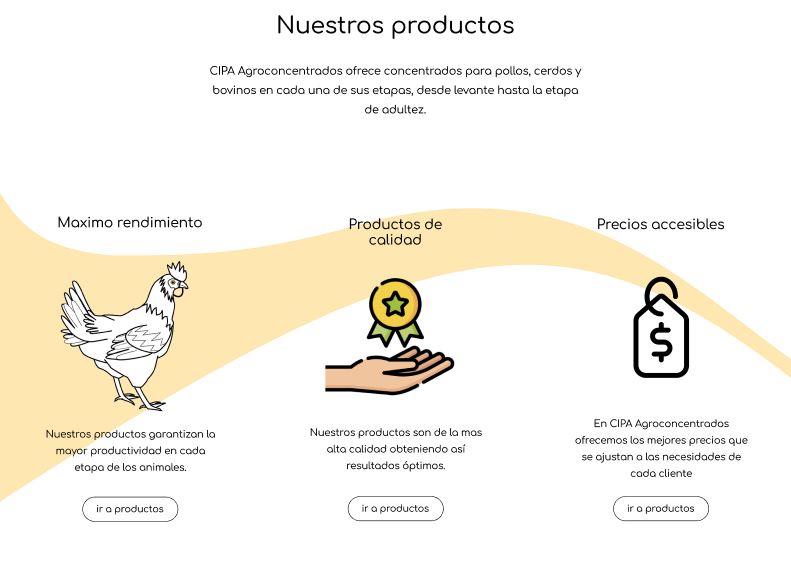 Nuestros productos
CIPA Agroconcentrados ofrece concentrados para pollos, cerdos y
bovinos en cada una de sus etapas, desde levante hasta la etapa
de adultez.
Maximo rendimiento
Nuestros productos garantizan la
mayor productividad en cada
etapa de los animales.
ir a productos
Productos de
calidad
Nuestros productos son de la mas
alta calidad obteniendo así
resultados óptimos.
ir a productos
Precios accesibles
$
En CIPA Agroconcentrados
ofrecemos los mejores precios que
se ajustan a las necesidades de
cada cliente
ir a productos